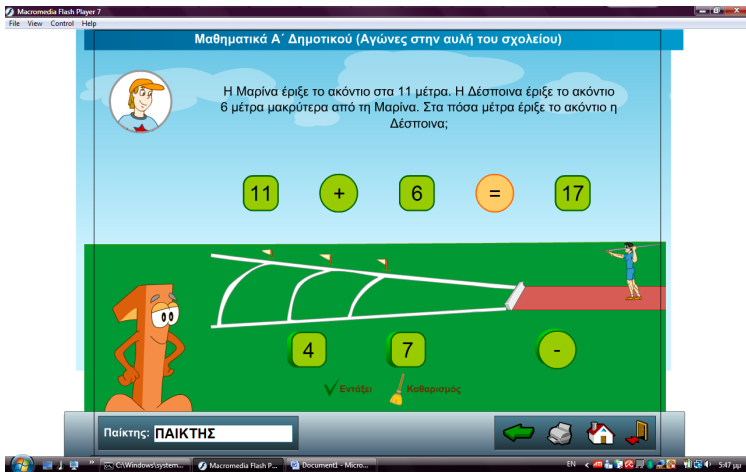 Macromedia Flash Player 7
File View Control Help
Μαθηματικά Α΄ Δημοτικού (Αγώνες στην αυλή του σχολείου)
Η Μαρίνα έριξε το ακόντιο στα 11 μέτρα. Η Δέσποινα έριξε το ακόντιο
6 μέτρα μακρύτερα από τη Μαρίνα. Στα πόσα μέτρα έριξε το ακόντιο η
Δέσποινα;
11 + 6 = 17
4 7 -
Εντάξει Καθαρισμός
Παίκτης: ΠΑΙΚΤΗΣ
C:\Windows\system... Macromedia Flash P... Document1 - Micro... EN 5:47 μμ